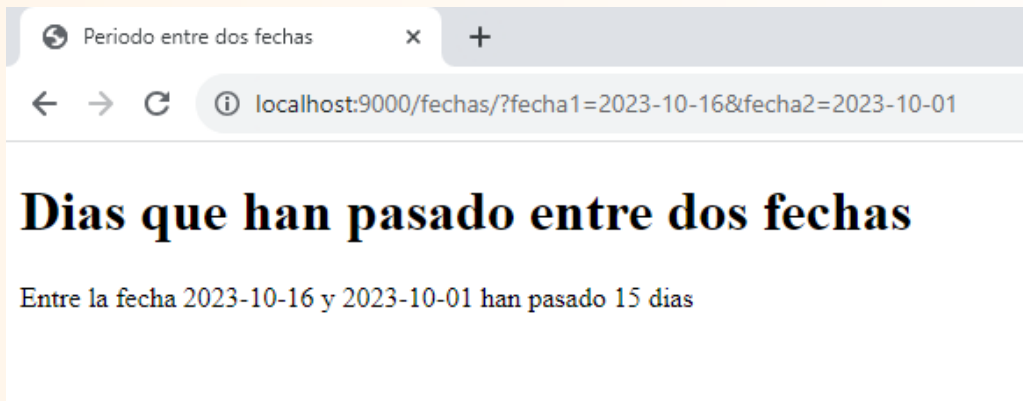 Periodo entre dos fechas
localhost:9000/fechas/?fecha1=2023-10-16&fecha2=2023-10-01
Dias que han pasado entre dos fechas
Entre la fecha 2023-10-16 y 2023-10-01 han pasado 15 dias